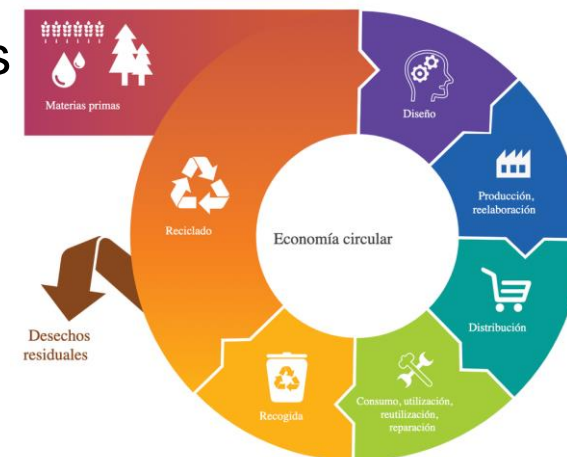 s
Materias primas
Diseño
Producción,
reelaboración
Distribución
Consumo, utilización,
reutilización,
reparación
Recogida
Reciclado
Desechos
residuales
Economía circular